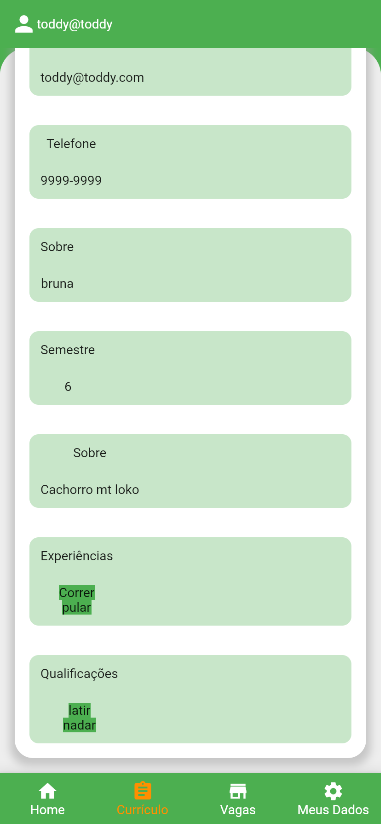 toddy@toddy
toddy@toddy.com
Telefone
9999-9999
Sobre
bruna
Semestre
6
Sobre
Cachorro mt loko
Experiências
Correr
pular
Qualificações
latir
nadar
Home
Curriculo
Vagas
Meus Dados